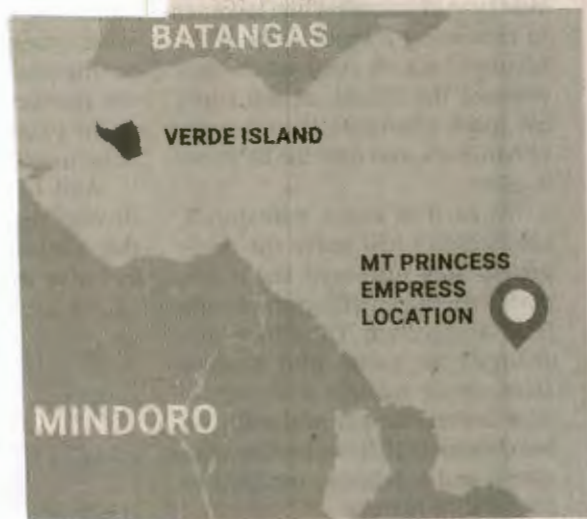 BATANGAS
VERDE ISLAND
MT PRINCESS
EMPRESS
LOCATION
MINDORO